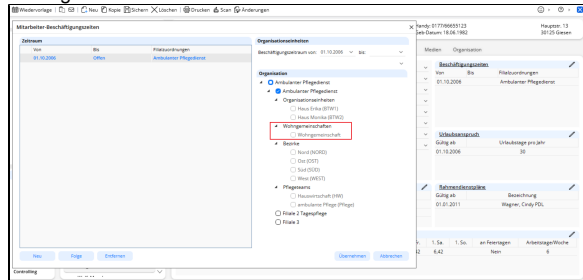 Wiedervorlage Neu Kopie Sichern Löschen Drucken Scan Änderungen
Mitarbeiter-Beschäftigungszeiten
Handy: 0177/66655123 Hauptstr. 13
Geb-Datum 18.06.1982 30125 Giesen
Zeitraum
Von Bis Filialzuordnungen
01.10.2006 Offen Ambulanter Pflegedienst
Organisationseinheiten
Beschäftigungszeitraum von: 01.10.2006 bis:
Organisation
Ambulanter Pflegedienst
Ambulanter Pflegedienst
Organisationseinheiten
Haus Erika (BTW1)
Haus Monika (BTW2)
Wohngemeinschaften
Wohngemeinschaft
Bezirke
Nord (NORD)
Ost (OST)
Süd (SÜD)
West (WEST)
Pflegeteams
Hauswirtschaft (HW)
ambulante Pflege (Pflege)
Filiale 2 Tagespflege
Filiale 3
Neu Folge Entfernen Übernehmen Abbrechen
Medien Organisation
Beschäftigungszeiten
Von Bis Filialzuordnungen
01.10.2006 Ambulanter Pflegedienst
Urlaubsanspruch
Gültig ab Urlaubstage pro Jahr
01.10.2006 30
Rahmendienstpläne
Gültig ab Bezeichnung
01.01.2011 Wagner, Cindy PDL
1. Sa. 1. So. an Feiertagen Arbeitstage/Woche
6,42 Nein 6
Controlling